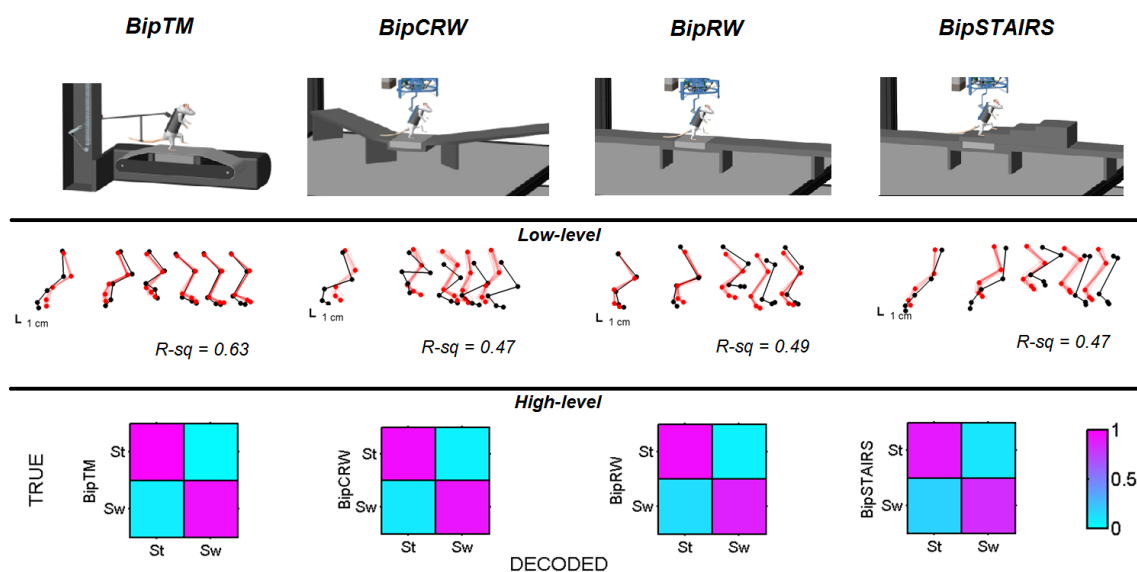 BipTM BipCRW BipRW BipSTAIRS
Low-level
L 1 cm L 1 cm L 1 cm L 1 cm
R-sq = 0.63 R-sq = 0.47 R-sq = 0.49 R-sq = 0.47
High-level
TRUE
BipTM St Sw St Sw
BipCRW St Sw St Sw
BipRW St Sw St Sw
BipSTAIRS St Sw St Sw
1
0.5
0
DECODED